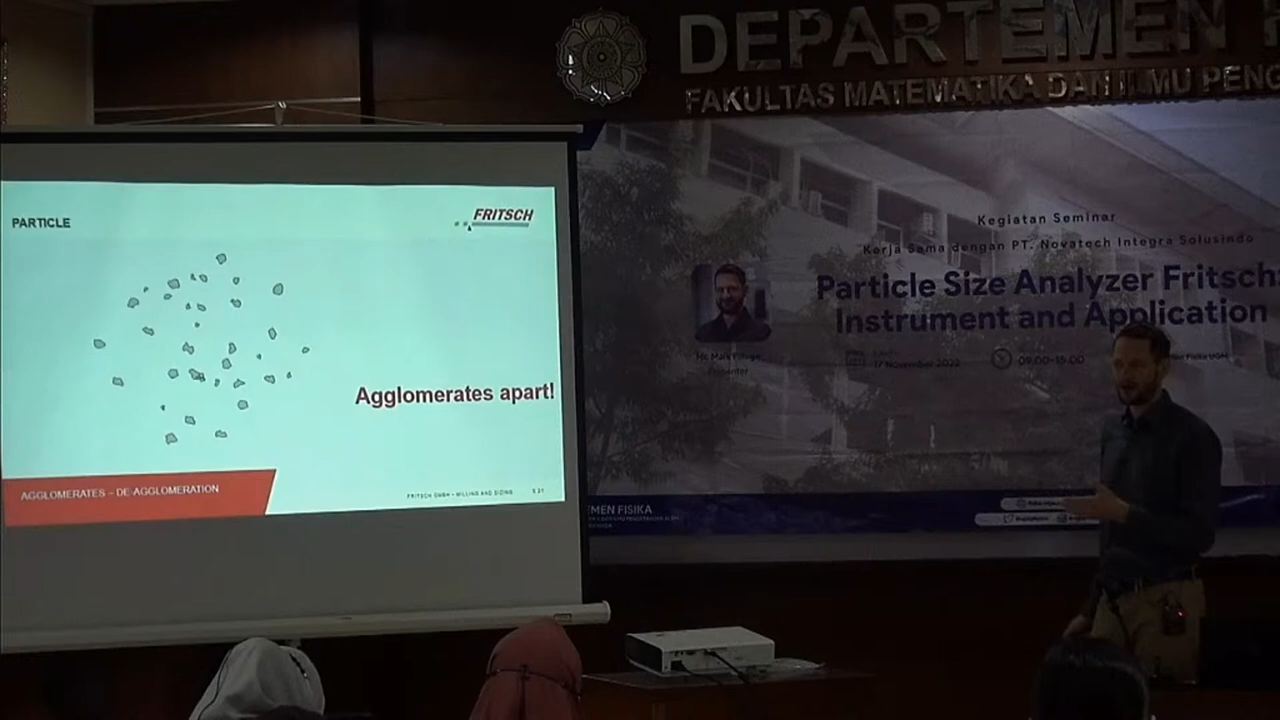 DEPARTEMEN
FAKULTAS MATEMATIKA DAN ILMU PENG
PARTICLE
FRITSCH
Agglomerates apart!
AGGLOMERATES – DE-AGGLOMERATION
FRITSCH GMBH • MILLING AND SIZING
Kegiatan Seminar
Kerja Sama dengan PT. Novatech Integra Solusindo
Particle Size Analyzer Fritsch
Instrument and Application
17 November 2022
09.00-15.00
MEN FISIKA